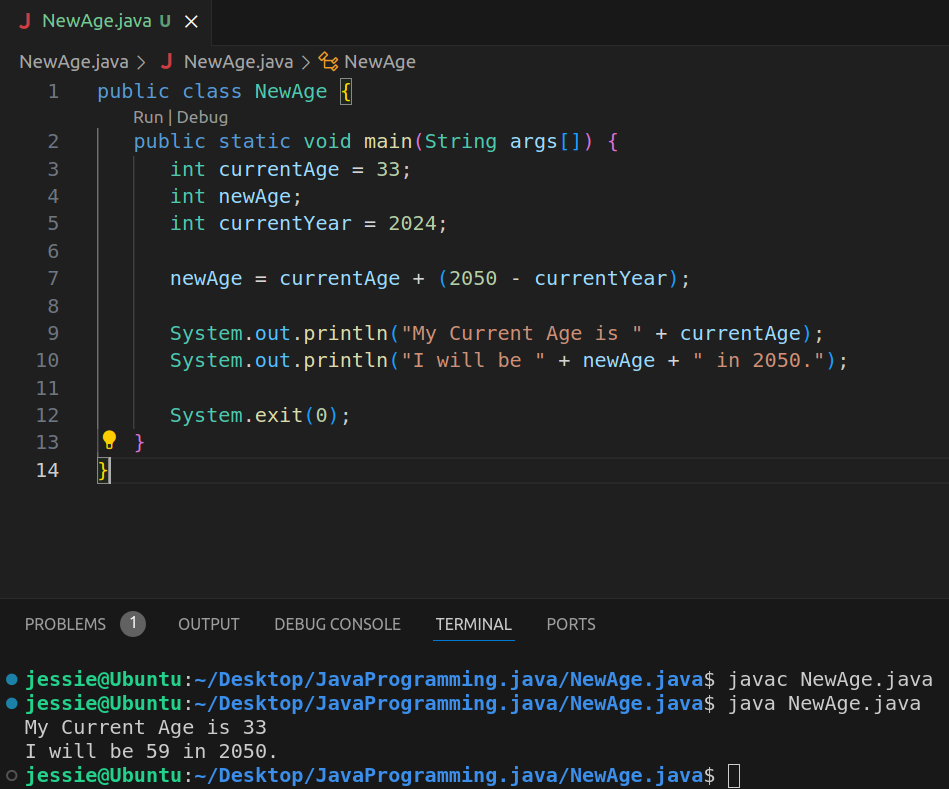 NewAge.java U
NewAge.java > NewAge.java > NewAge
1 public class NewAge {
Run | Debug
2 public static void main(String args[]) {
3 int currentAge = 33;
4 int newAge;
5 int currentYear = 2024;
6
7 newAge = currentAge + (2050 - currentYear);
8
9 System.out.println("My Current Age is " + currentAge);
10 System.out.println("I will be " + newAge + " in 2050.");
11
12 System.exit(0);
13 }
14 }
PROBLEMS 1 OUTPUT DEBUG CONSOLE TERMINAL PORTS
jessie@Ubuntu:~/Desktop/JavaProgramming.java/NewAge.java$ javac NewAge.java
jessie@Ubuntu:~/Desktop/JavaProgramming.java/NewAge.java$ java NewAge.java
My Current Age is 33
I will be 59 in 2050.
jessie@Ubuntu:~/Desktop/JavaProgramming.java/NewAge.java$